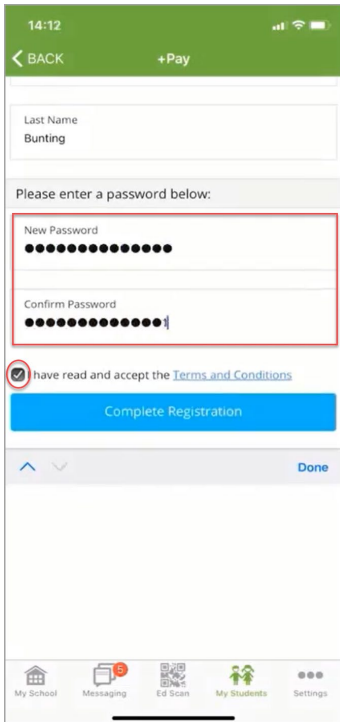 14:12
BACK
+Pay
Last Name
Bunting
Please enter a password below:
New Password
●●●●●●●●●●●●●●
Confirm Password
●●●●●●●●●●●●●1
I have read and accept the Terms and Conditions
Complete Registration
Done
5
My School
Messaging
Ed Scan
My Students
Settings